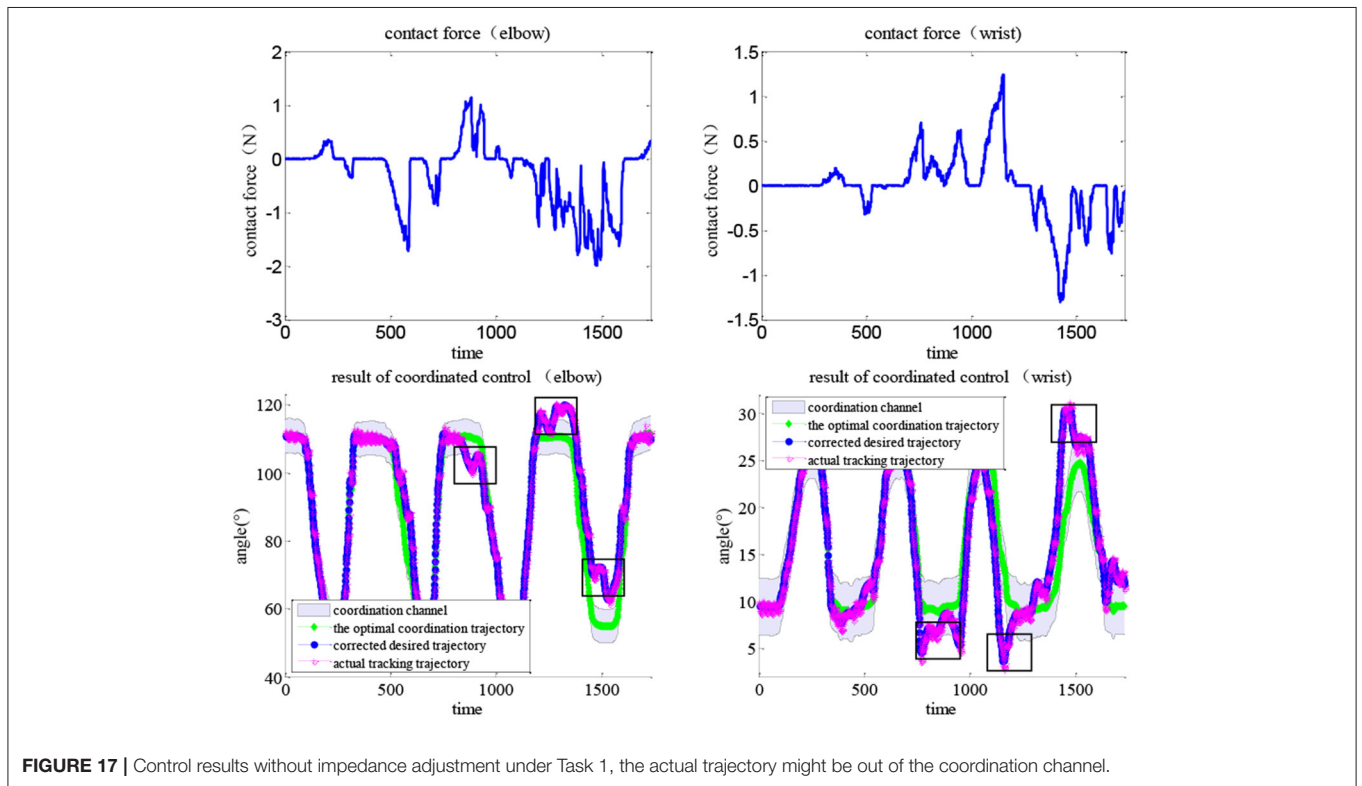 contact force（elbow)
contact force（N）
2
1
0
-1
-2
-3
0
500
1000
1500
time
contact force（wrist)
contact force（N）
1.5
1
0.5
0
-0.5
-1
-1.5
0
500
1000
1500
time
result of coordinated control （elbow)
angle(°)
120
100
80
60
40
coordination channel
the optimal coordination trajectory
corrected desired trajectory
actual tracking trajectory
0
500
1000
1500
time
result of coordinated control （wrist)
angle(°)
30
25
20
15
10
5
coordination channel
the optimal coordination trajectory
corrected desired trajectory
actual tracking trajectory
0
500
1000
1500
time
FIGURE 17 | Control results without impedance adjustment under Task 1, the actual trajectory might be out of the coordination channel.